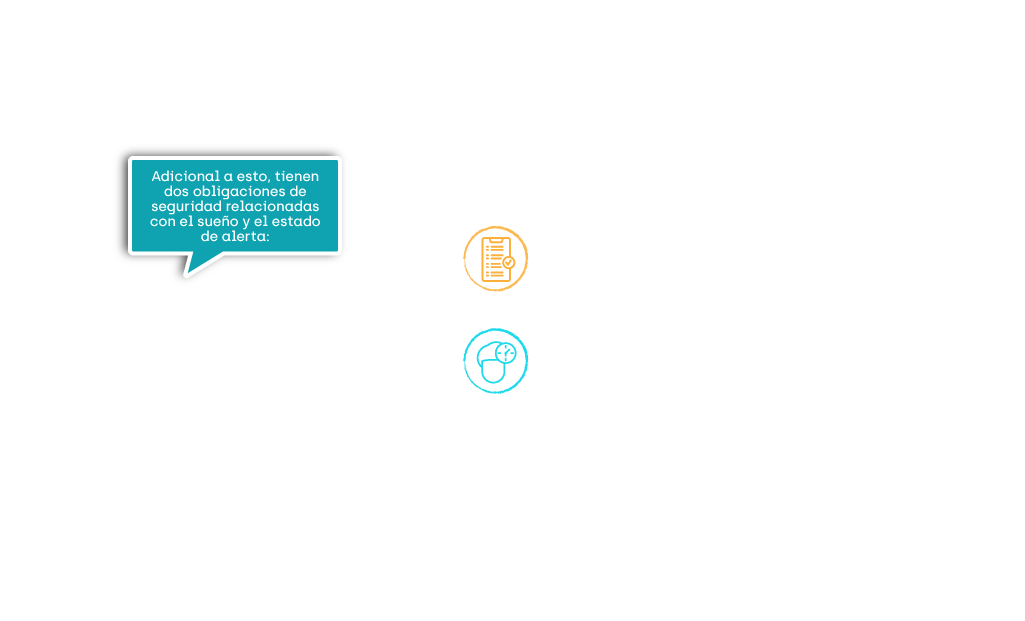 Adicional a esto, tienen
dos obligaciones de
seguridad relacionadas
con el sueño y el estado
de alerta: